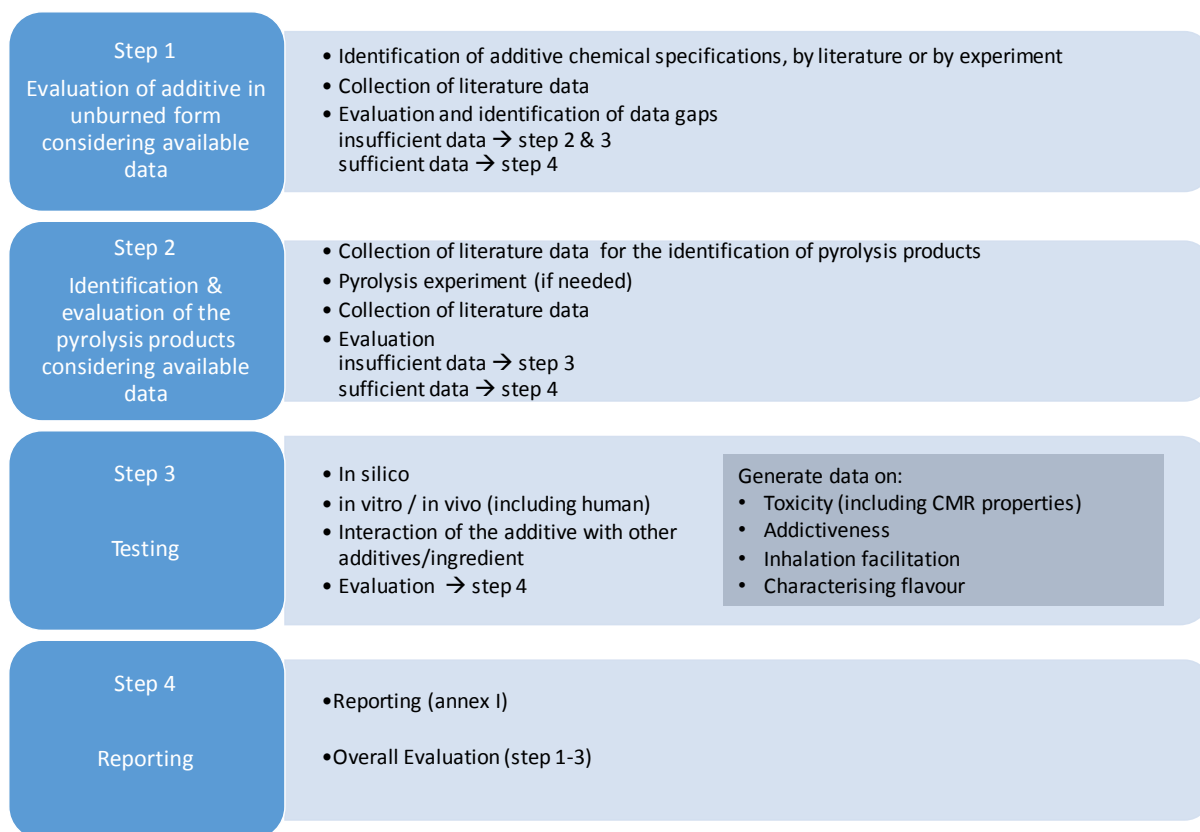 Step 1
Evaluation of additive in
unburned form
considering available
data
• Identification of additive chemical specifications, by literature or by experiment
• Collection of literature data
• Evaluation and identification of data gaps
insufficient data → step 2 & 3
sufficient data → step 4
Step 2
Identification &
evaluation of the
pyrolysis products
considering available
data
• Collection of literature data for the identification of pyrolysis products
• Pyrolysis experiment (if needed)
• Collection of literature data
• Evaluation
insufficient data → step 3
sufficient data → step 4
Step 3
Testing
• In silico
• in vitro / in vivo (including human)
• Interaction of the additive with other
additives/ingredient
• Evaluation → step 4
Generate data on:
• Toxicity (including CMR properties)
• Addictiveness
• Inhalation facilitation
• Characterising flavour
Step 4
Reporting
•Reporting (annex I)
•Overall Evaluation (step 1-3)